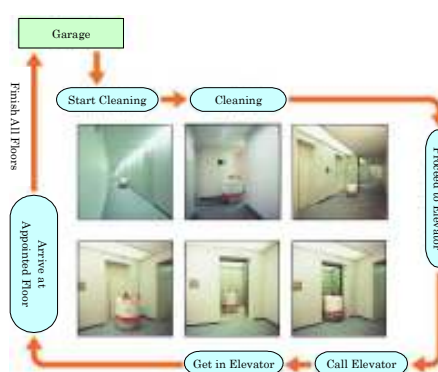 Garage
Start Cleaning
Cleaning
Proceed to Elevator
Call Elevator
Get in Elevator
Arrive at
Appointed Floor
Finish All Floors